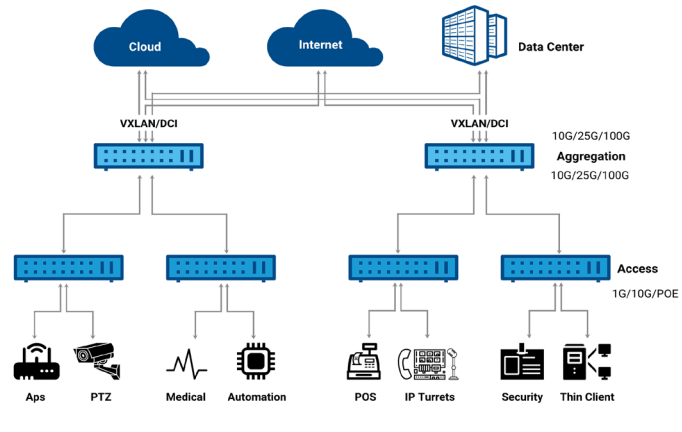 Cloud
Internet
Data Center
VXLAN/DCI
VXLAN/DCI
10G/25G/100G
Aggregation
10G/25G/100G
Access
1G/10G/POE
Aps
PTZ
Medical
Automation
POS
IP Turrets
Security
Thin Client